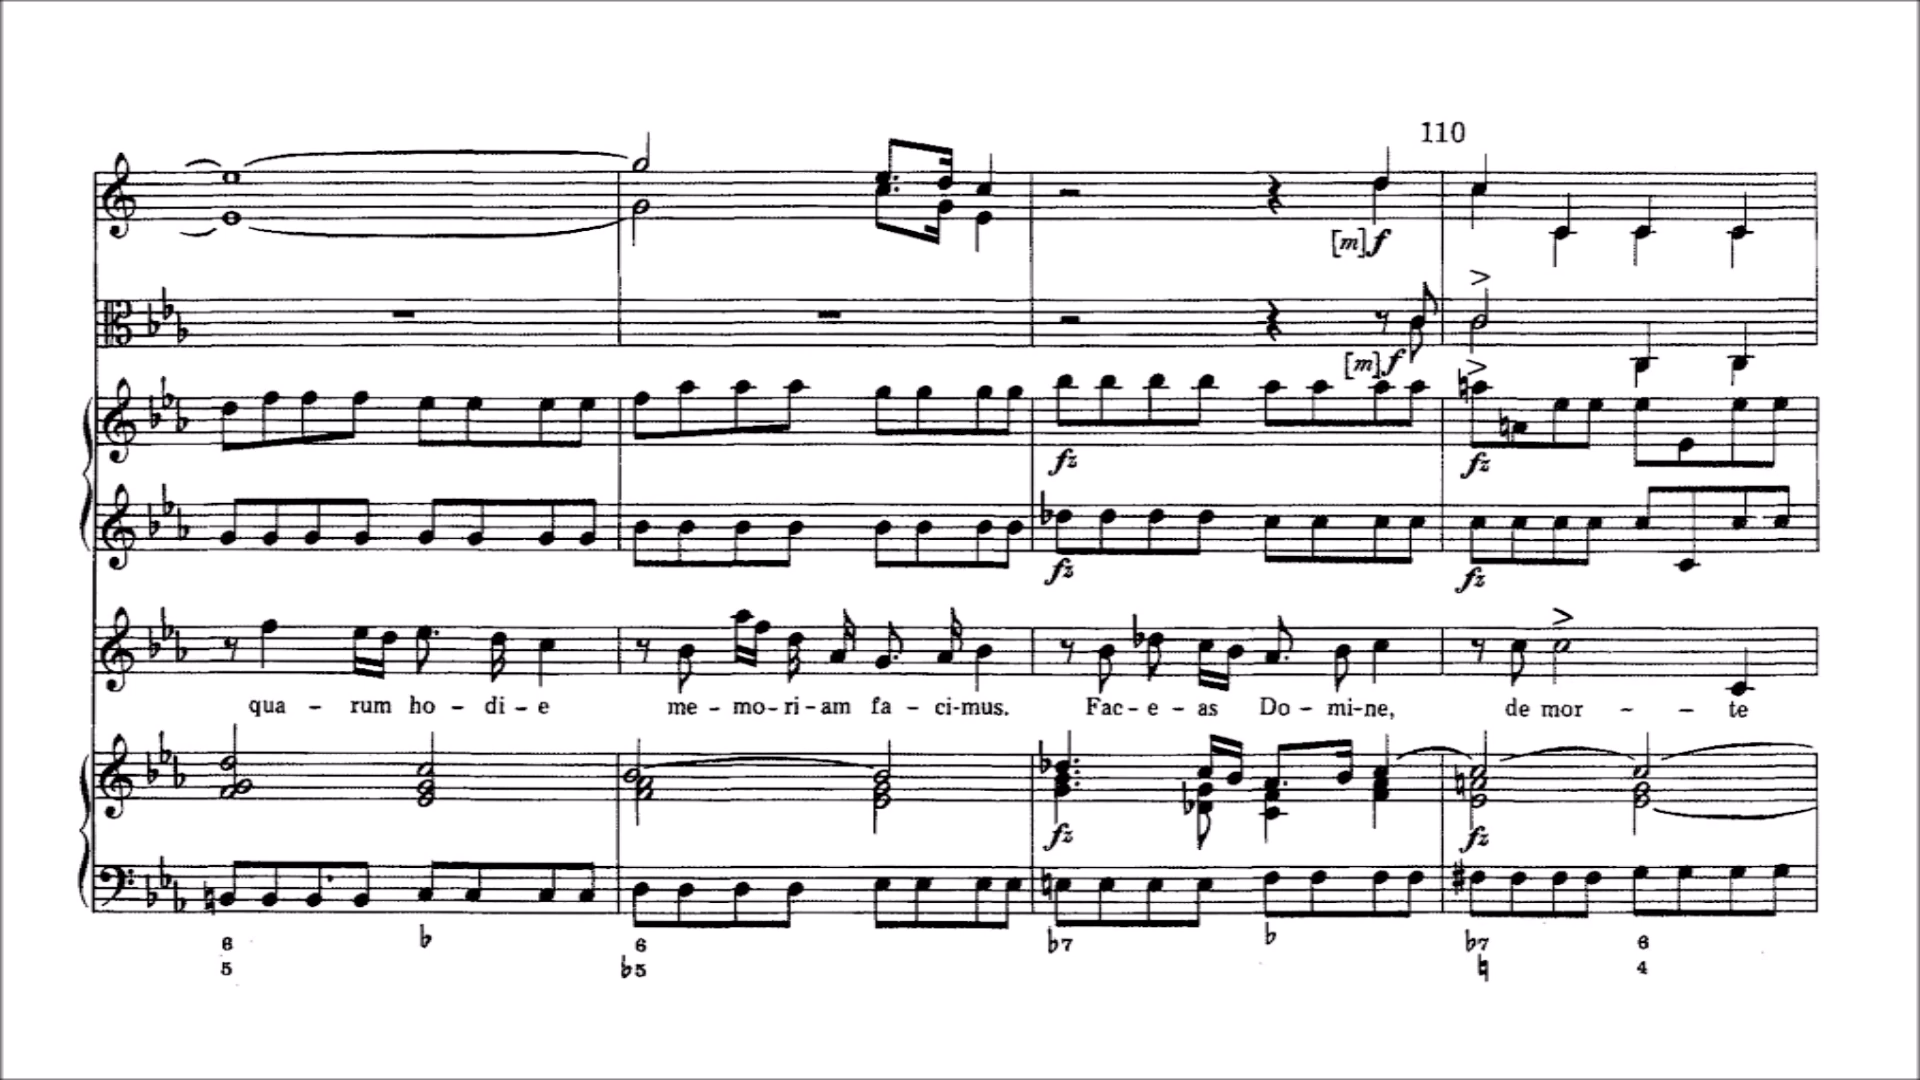 110
[m]f
[m]f
fz
fz
fz
fz
qua - rum ho - di - e me - mo - ri - am fa - ci-mus. Fac - e - as Do - mi-ne, de mor - - te
fz fz
6 ♭ 6 ♭7 ♭ ♭7 6
5 ♭5 ♮ 4